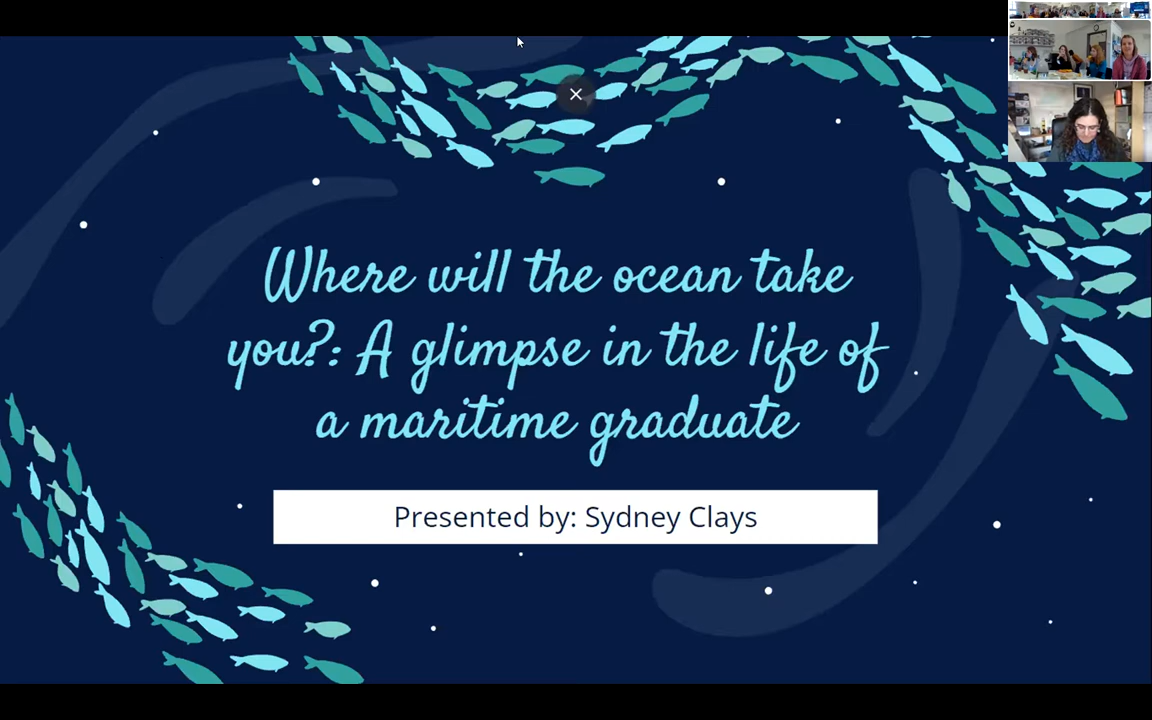 Where will the ocean take
you?: A glimpse in the life of
a maritime graduate
Presented by: Sydney Clays